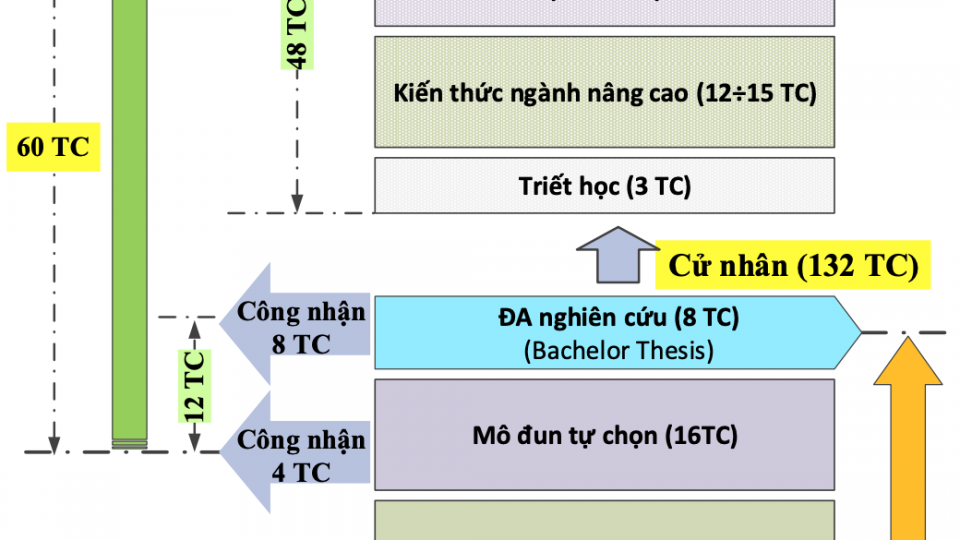 48 TC
Kiến thức ngành nâng cao (12÷15 TC)
60 TC
Triết học (3 TC)
Cử nhân (132 TC)
Công nhận
8 TC
ĐA nghiên cứu (8 TC)
(Bachelor Thesis)
12 TC
Công nhận
4 TC
Mô đun tự chọn (16TC)